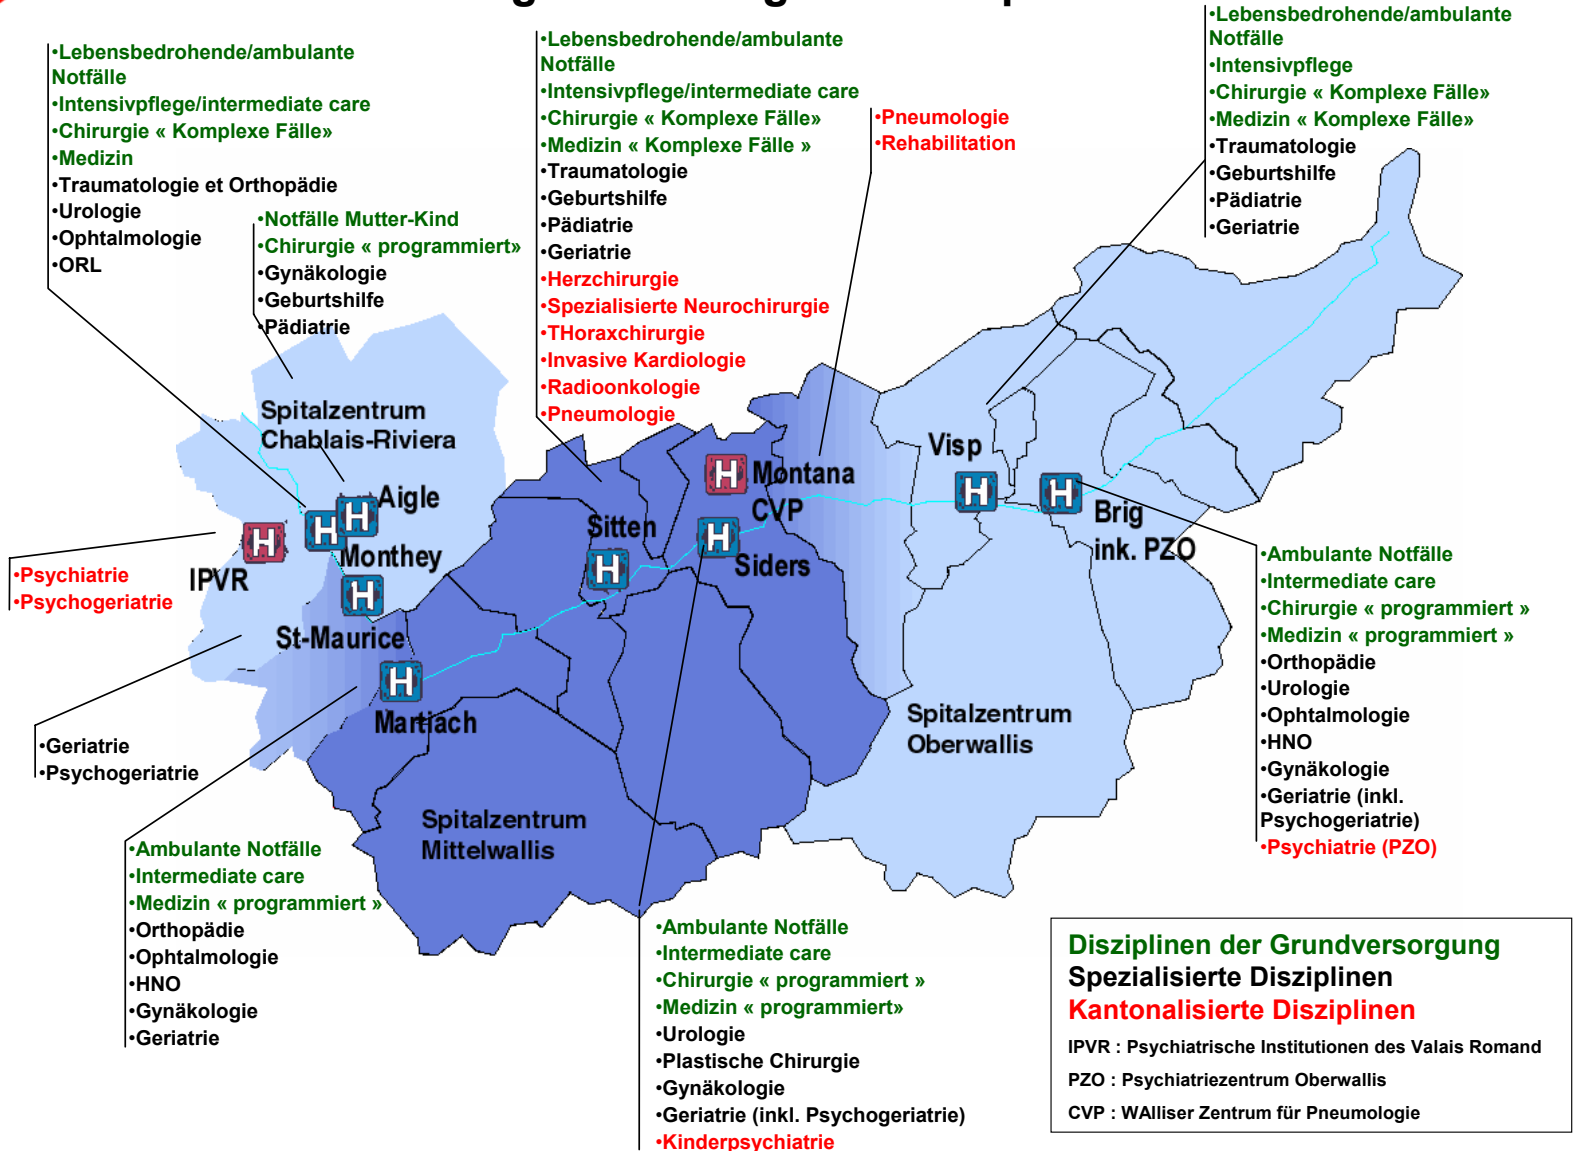 •Lebensbedrohende/ambulante
Notfälle
•Intensivpflege/intermediate care
•Chirurgie « Komplexe Fälle»
•Medizin
•Traumatologie et Orthopädie
•Urologie
•Ophtalmologie
•ORL
•Notfälle Mutter-Kind
•Chirurgie « programmiert»
•Gynäkologie
•Geburtshilfe
•Pädiatrie
•Lebensbedrohende/ambulante
Notfälle
•Intensivpflege/intermediate care
•Chirurgie « Komplexe Fälle»
•Medizin « Komplexe Fälle »
•Traumatologie
•Geburtshilfe
•Pädiatrie
•Geriatrie
•Herzchirurgie
•Spezialisierte Neurochirurgie
•THoraxchirurgie
•Invasive Kardiologie
•Radioonkologie
•Pneumologie
•Pneumologie
•Rehabilitation
•Lebensbedrohende/ambulante
Notfälle
•Intensivpflege
•Chirurgie « Komplexe Fälle»
•Medizin « Komplexe Fälle»
•Traumatologie
•Geburtshilfe
•Pädiatrie
•Geriatrie
Spitalzentrum
Chablais-Riviera
H
Aigle
H
Monthey
H
IPVR
H
St-Maurice
H
Martiach
H
Sitten
H
Montana
CVP
H
Siders
Visp
H
H
Brig
ink. PZO
Spitalzentrum
Mittelwallis
Spitalzentrum
Oberwallis
•Psychiatrie
•Psychogeriatrie
•Geriatrie
•Psychogeriatrie
•Ambulante Notfälle
•Intermediate care
•Medizin « programmiert »
•Orthopädie
•Ophtalmologie
•HNO
•Gynäkologie
•Geriatrie
•Ambulante Notfälle
•Intermediate care
•Chirurgie « programmiert »
•Medizin « programmiert»
•Urologie
•Plastische Chirurgie
•Gynäkologie
•Geriatrie (inkl. Psychogeriatrie)
•Kinderpsychiatrie
•Ambulante Notfälle
•Intermediate care
•Chirurgie « programmiert »
•Medizin « programmiert »
•Orthopädie
•Urologie
•Ophtalmologie
•HNO
•Gynäkologie
•Geriatrie (inkl.
Psychogeriatrie)
•Psychiatrie (PZO)
Disziplinen der Grundversorgung
Spezialisierte Disziplinen
Kantonalisierte Disziplinen
IPVR : Psychiatrische Institutionen des Valais Romand
PZO : Psychiatriezentrum Oberwallis
CVP : WAlliser Zentrum für Pneumologie